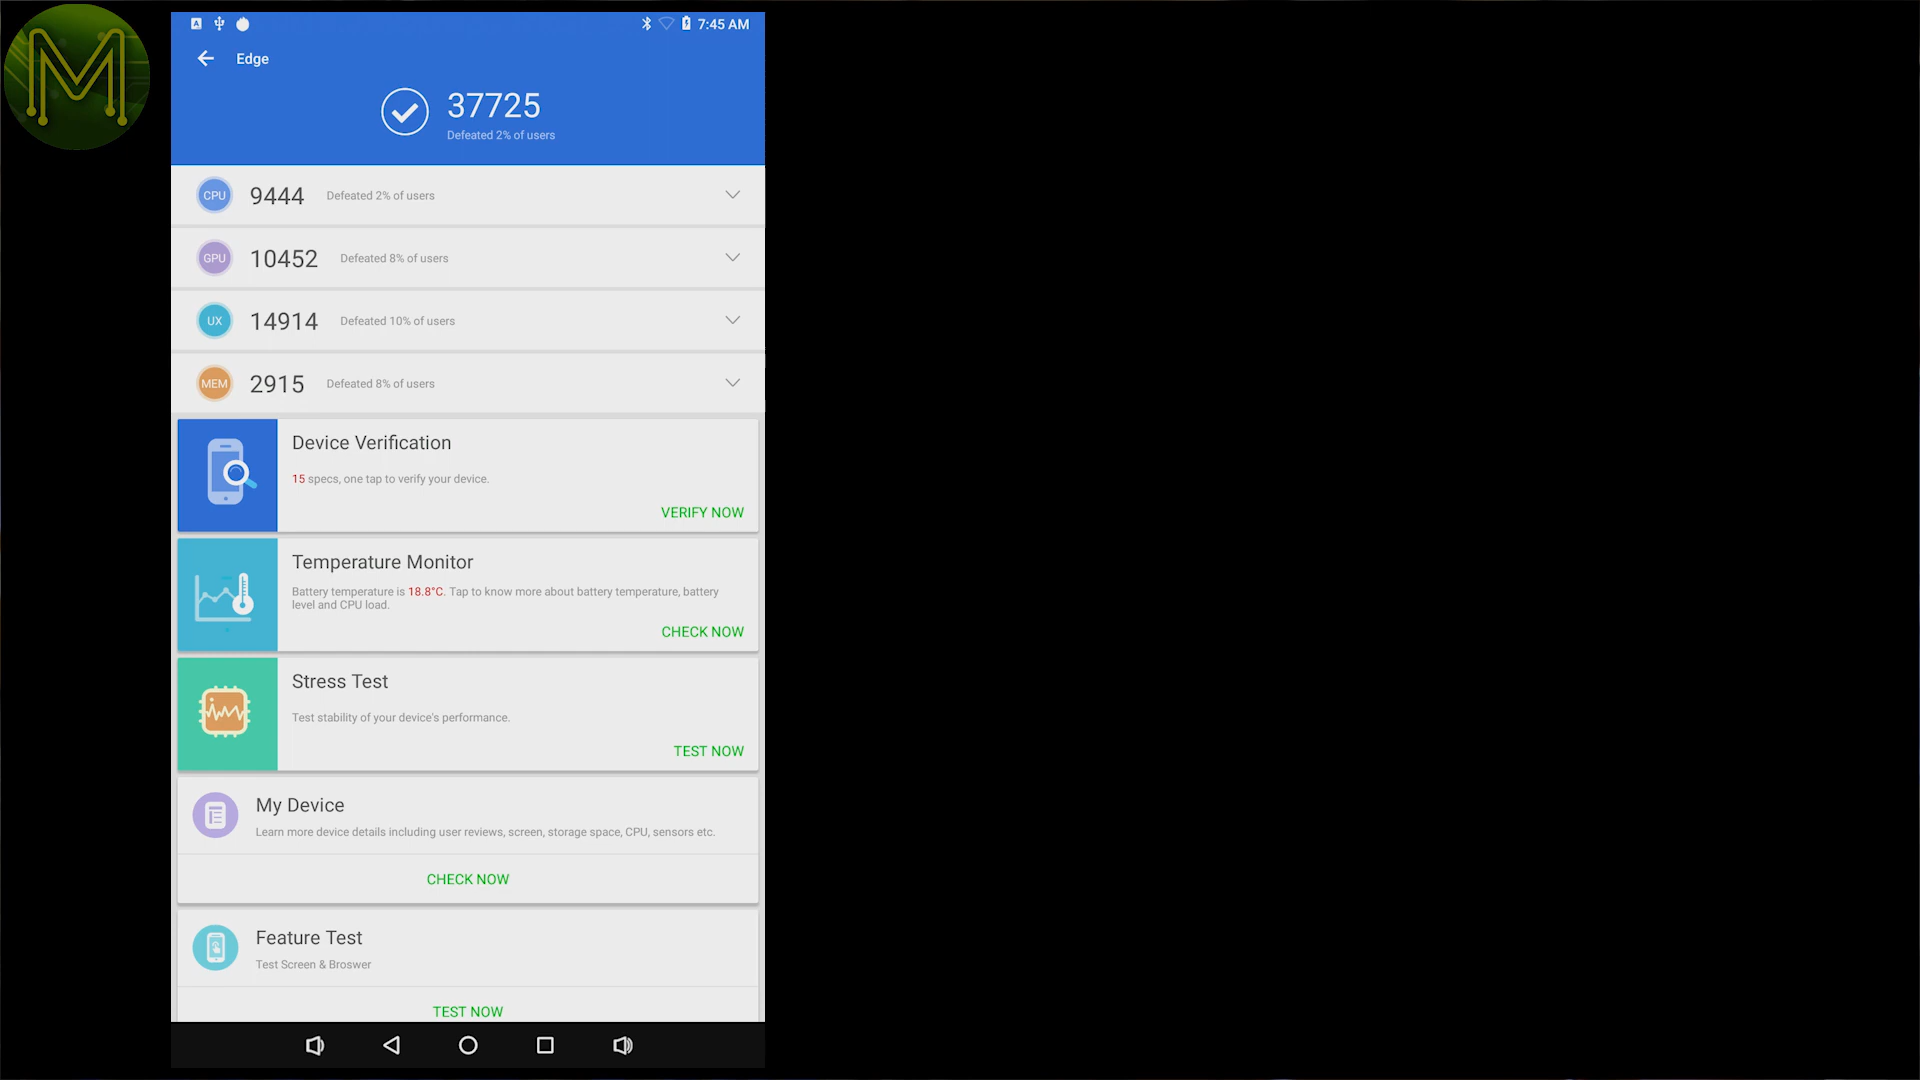 M
A
7:45 AM
Edge
37725
Defeated 2% of users
CPU 9444 Defeated 2% of users
GPU 10452 Defeated 8% of users
UX 14914 Defeated 10% of users
MEM 2915 Defeated 8% of users
Device Verification
15 specs, one tap to verify your device.
VERIFY NOW
Temperature Monitor
Battery temperature is 18.8°C. Tap to know more about battery temperature, battery
level and CPU load.
CHECK NOW
Stress Test
Test stability of your device's performance.
TEST NOW
My Device
Learn more device details including user reviews, screen, storage space, CPU, sensors etc.
CHECK NOW
Feature Test
Test Screen & Broswer
TEST NOW